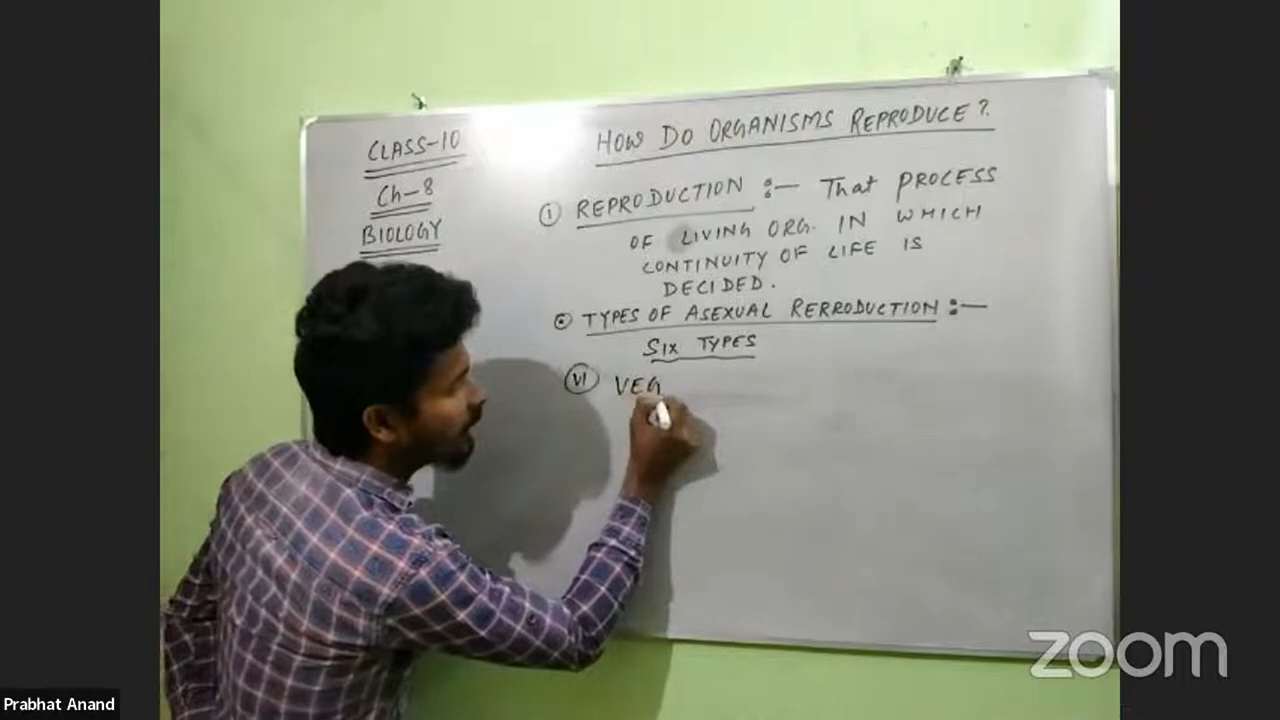 CLASS-10
Ch-8
BIOLOGY
HOW DO ORGANISMS REPRODUCE?
(i) REPRODUCTION :- That PROCESS
OF LIVING ORG. IN WHICH
CONTINUITY OF LIFE IS
DECIDED.
TYPES OF ASEXUAL RERRODUCTION :-
SIX TYPES
(VI) VEG
zoom
Prabhat Anand